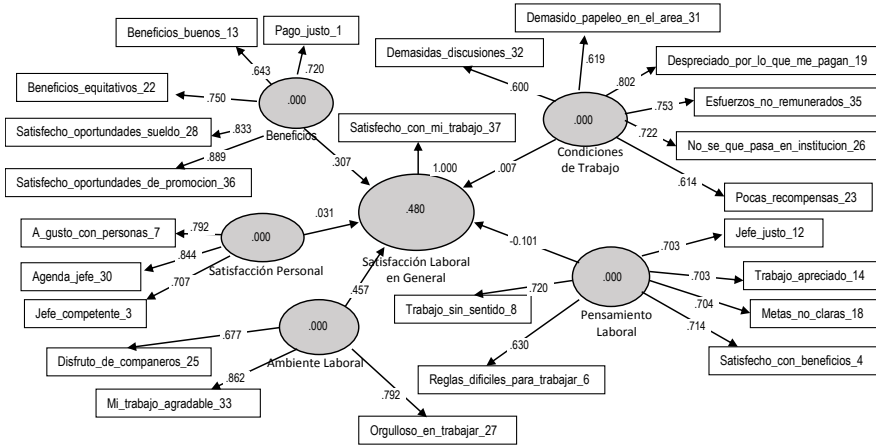 Demasido_papeleo_en_el_area_31
Beneficios_buenos_13
Pago_justo_1
Demasidas_discusiones_32
Despreciado_por_lo_que_me_pagan_19
.643
.720
.619
.600
.802
Beneficios_equitativos_22
.750
.000
Beneficios
.753
Esfuerzos_no_remunerados_35
Satisfecho_oportunidades_sueldo_28
.833
Satisfecho_con_mi_trabajo_37
.000
Condiciones
de Trabajo
.722
No_se_que_pasa_en_institucion_26
.889
.307
1.000
.007
.614
Satisfecho_oportunidades_de_promocion_36
Pocas_recompensas_23
A_gusto_con_personas_7
.792
.031
.480
Satisfacción Laboral
en General
.000
Satisfacción Personal
-0.101
.703
Jefe_justo_12
.844
Agenda_jefe_30
.707
.457
.720
.000
Pensamiento
Laboral
.703
Trabajo_apreciado_14
Jefe_competente_3
Trabajo_sin_sentido_8
.704
Metas_no_claras_18
.677
.000
Ambiente Laboral
.630
.714
Disfruto_de_companeros_25
Satisfecho_con_beneficios_4
.862
.792
Reglas_dificiles_para_trabajar_6
Mi_trabajo_agradable_33
Orgulloso_en_trabajar_27